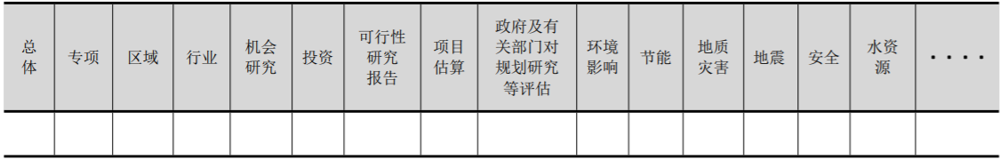 总体
专项
区域
行业
机会研究
投资
可行性研究报告
项目估算
政府及有关部门对规划研究等评估
环境影响
节能
地质灾害
地震
安全
水资源
····